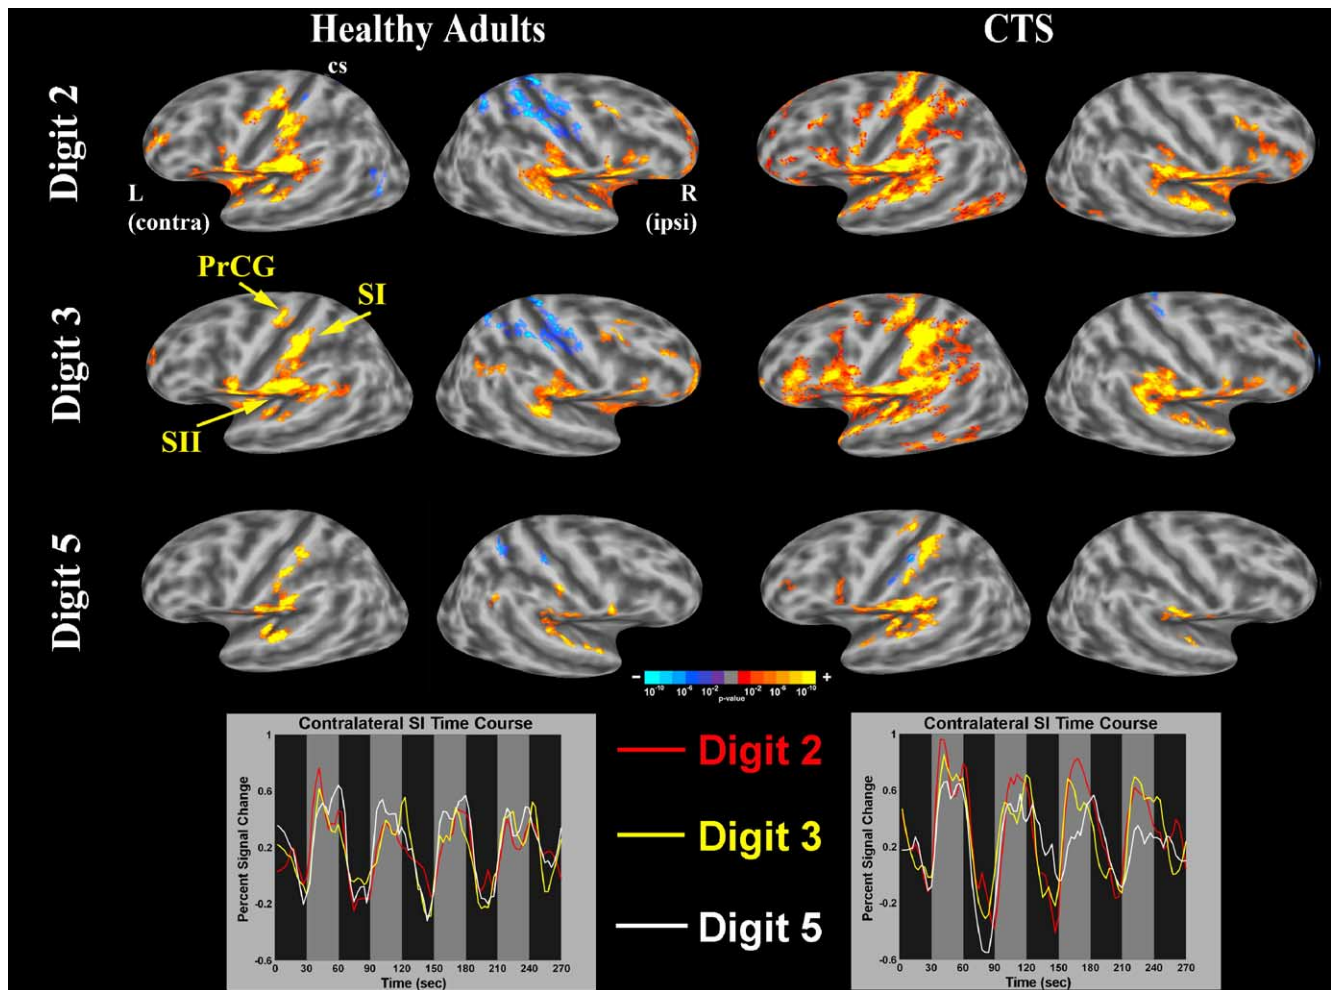 Healthy Adults
CTS
Digit 2
cs
L
(contra)
R
(ipsi)
Digit 3
PrCG
SI
SII
Digit 5
− +
10⁻¹⁰ 10⁻⁶ 10⁻² 10⁻² 10⁻⁶ 10⁻¹⁰
p-value
Contralateral SI Time Course
Percent Signal Change
1
0.6
0.2
-0.2
-0.6
0 30 60 90 120 150 180 210 240 270
Time (sec)
Digit 2
Digit 3
Digit 5
Contralateral SI Time Course
Percent Signal Change
1
0.6
0.2
-0.2
-0.6
0 30 60 90 120 150 180 210 240 270
Time (sec)